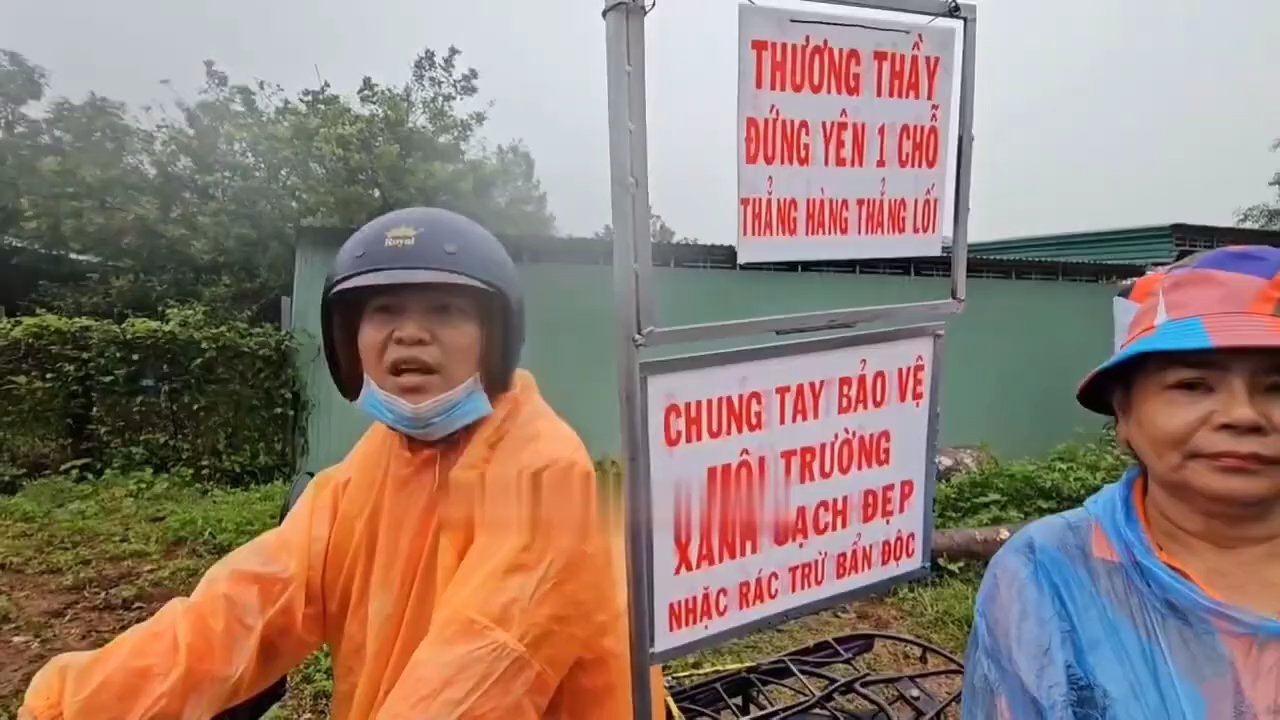 Royal
THƯƠNG THẦY
ĐỨNG YÊN 1 CHỖ
THẲNG HÀNG THẲNG LỐI
CHUNG TAY BẢO VỆ
MÔI TRƯỜNG
XANH SẠCH ĐẸP
NHẶC RÁC TRỪ BẨN ĐỘC